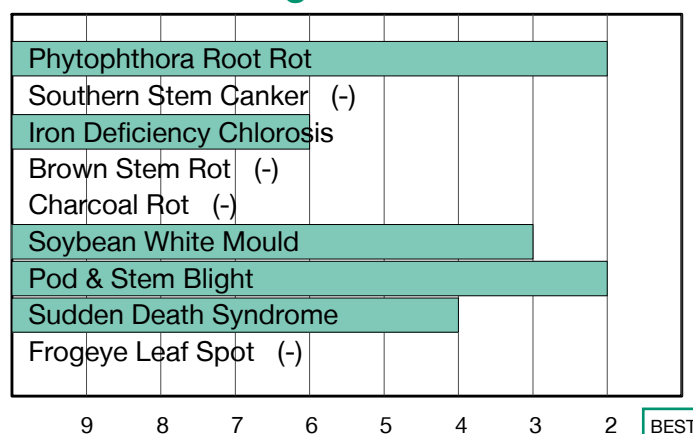 Phytophthora Root Rot
Southern Stem Canker (-)
Iron Deficiency Chlorosis
Brown Stem Rot (-)
Charcoal Rot (-)
Soybean White Mould
Pod & Stem Blight
Sudden Death Syndrome
Frogeye Leaf Spot (-)
9 8 7 6 5 4 3 2 BEST